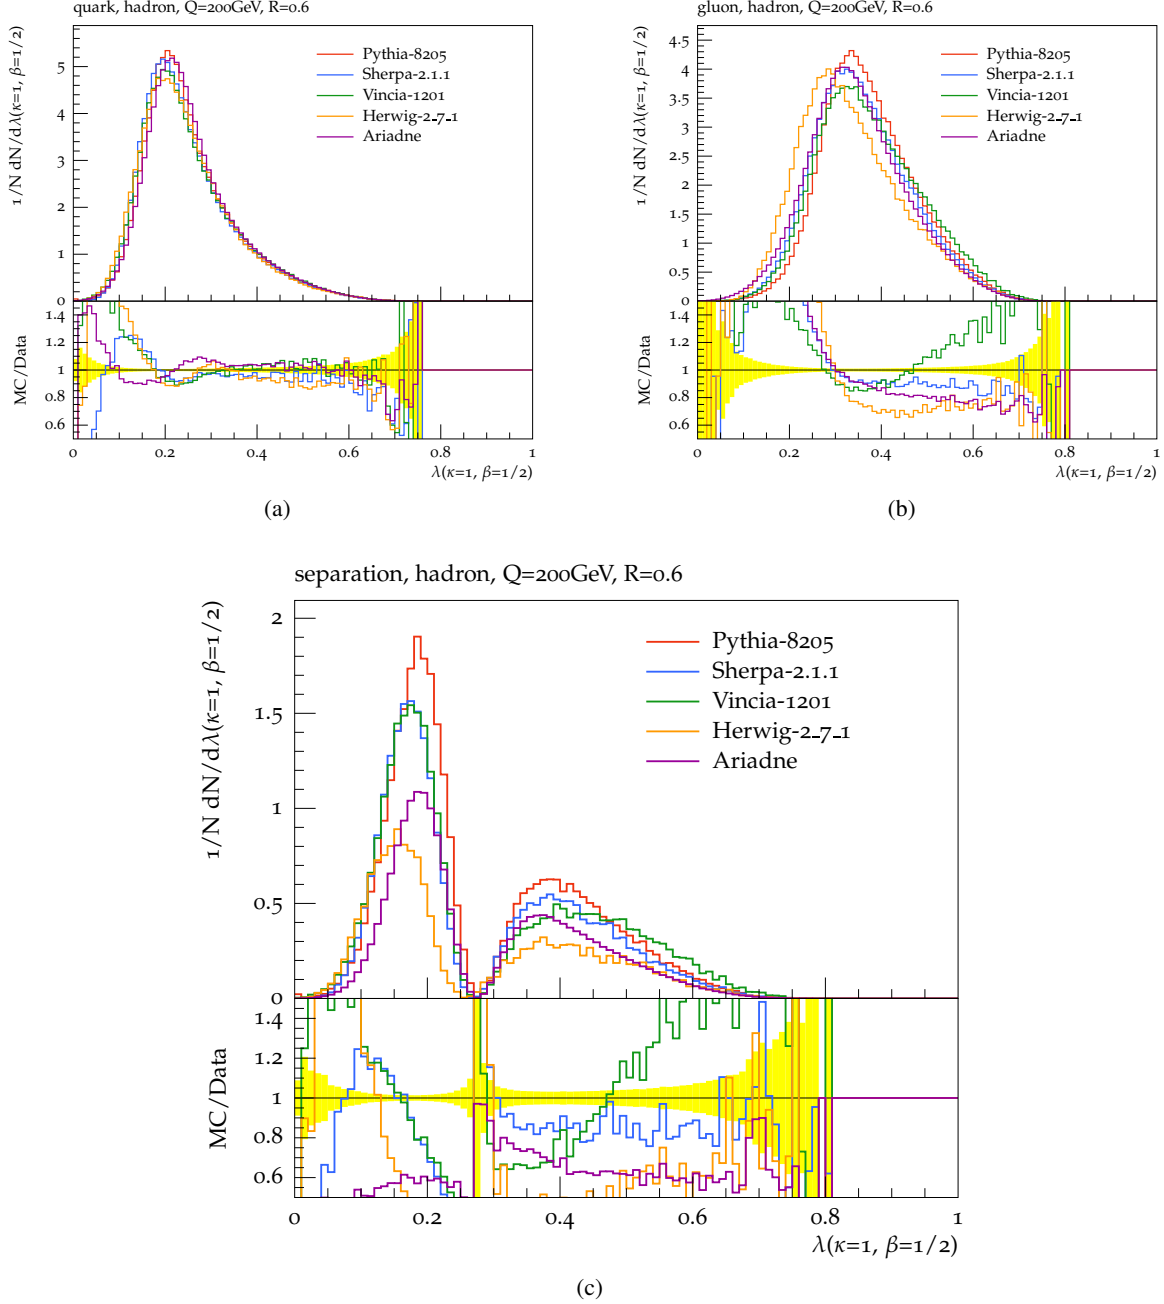 quark, hadron, Q=200GeV, R=0.6
1/N dN/dλ(κ=1, β=1/2)
Pythia-8205
Sherpa-2.1.1
Vincia-1201
Herwig-2_7_1
Ariadne
5
4
3
2
1
0
MC/Data
1.4
1.2
1
0.8
0.6
0 0.2 0.4 0.6 0.8 1
λ(κ=1, β=1/2)
(a)
gluon, hadron, Q=200GeV, R=0.6
1/N dN/dλ(κ=1, β=1/2)
Pythia-8205
Sherpa-2.1.1
Vincia-1201
Herwig-2_7_1
Ariadne
4.5
4
3.5
3
2.5
4.5
1
0.5
0
MC/Data
1.4
1.2
1
0.8
0.6
0 0.2 0.4 0.6 0.8 1
λ(κ=1, β=1/2)
(b)
separation, hadron, Q=200GeV, R=0.6
1/N dN/dλ(κ=1, β=1/2)
Pythia-8205
Sherpa-2.1.1
Vincia-1201
Herwig-2_7_1
Ariadne
2
1.5
1
0.5
0
MC/Data
1.4
1.2
1
0.8
0.6
0 0.2 0.4 0.6 0.8 1
λ(κ=1, β=1/2)
(c)